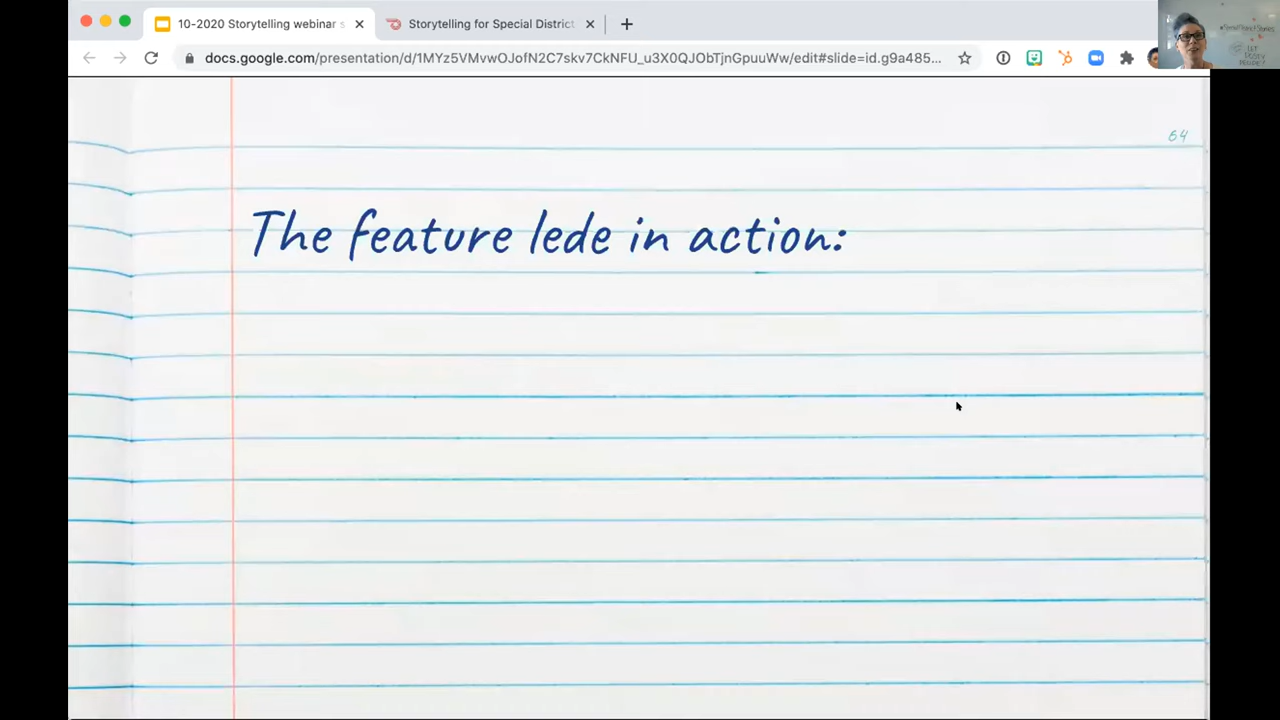 10-2020 Storytelling webinar s
Storytelling for Special District
docs.google.com/presentation/d/1MYz5VMvwOJofN2C7skv7CkNFU_u3X0QJObTjnGpuuWw/edit#slide=id.g9a485...
64
The feature lede in action: